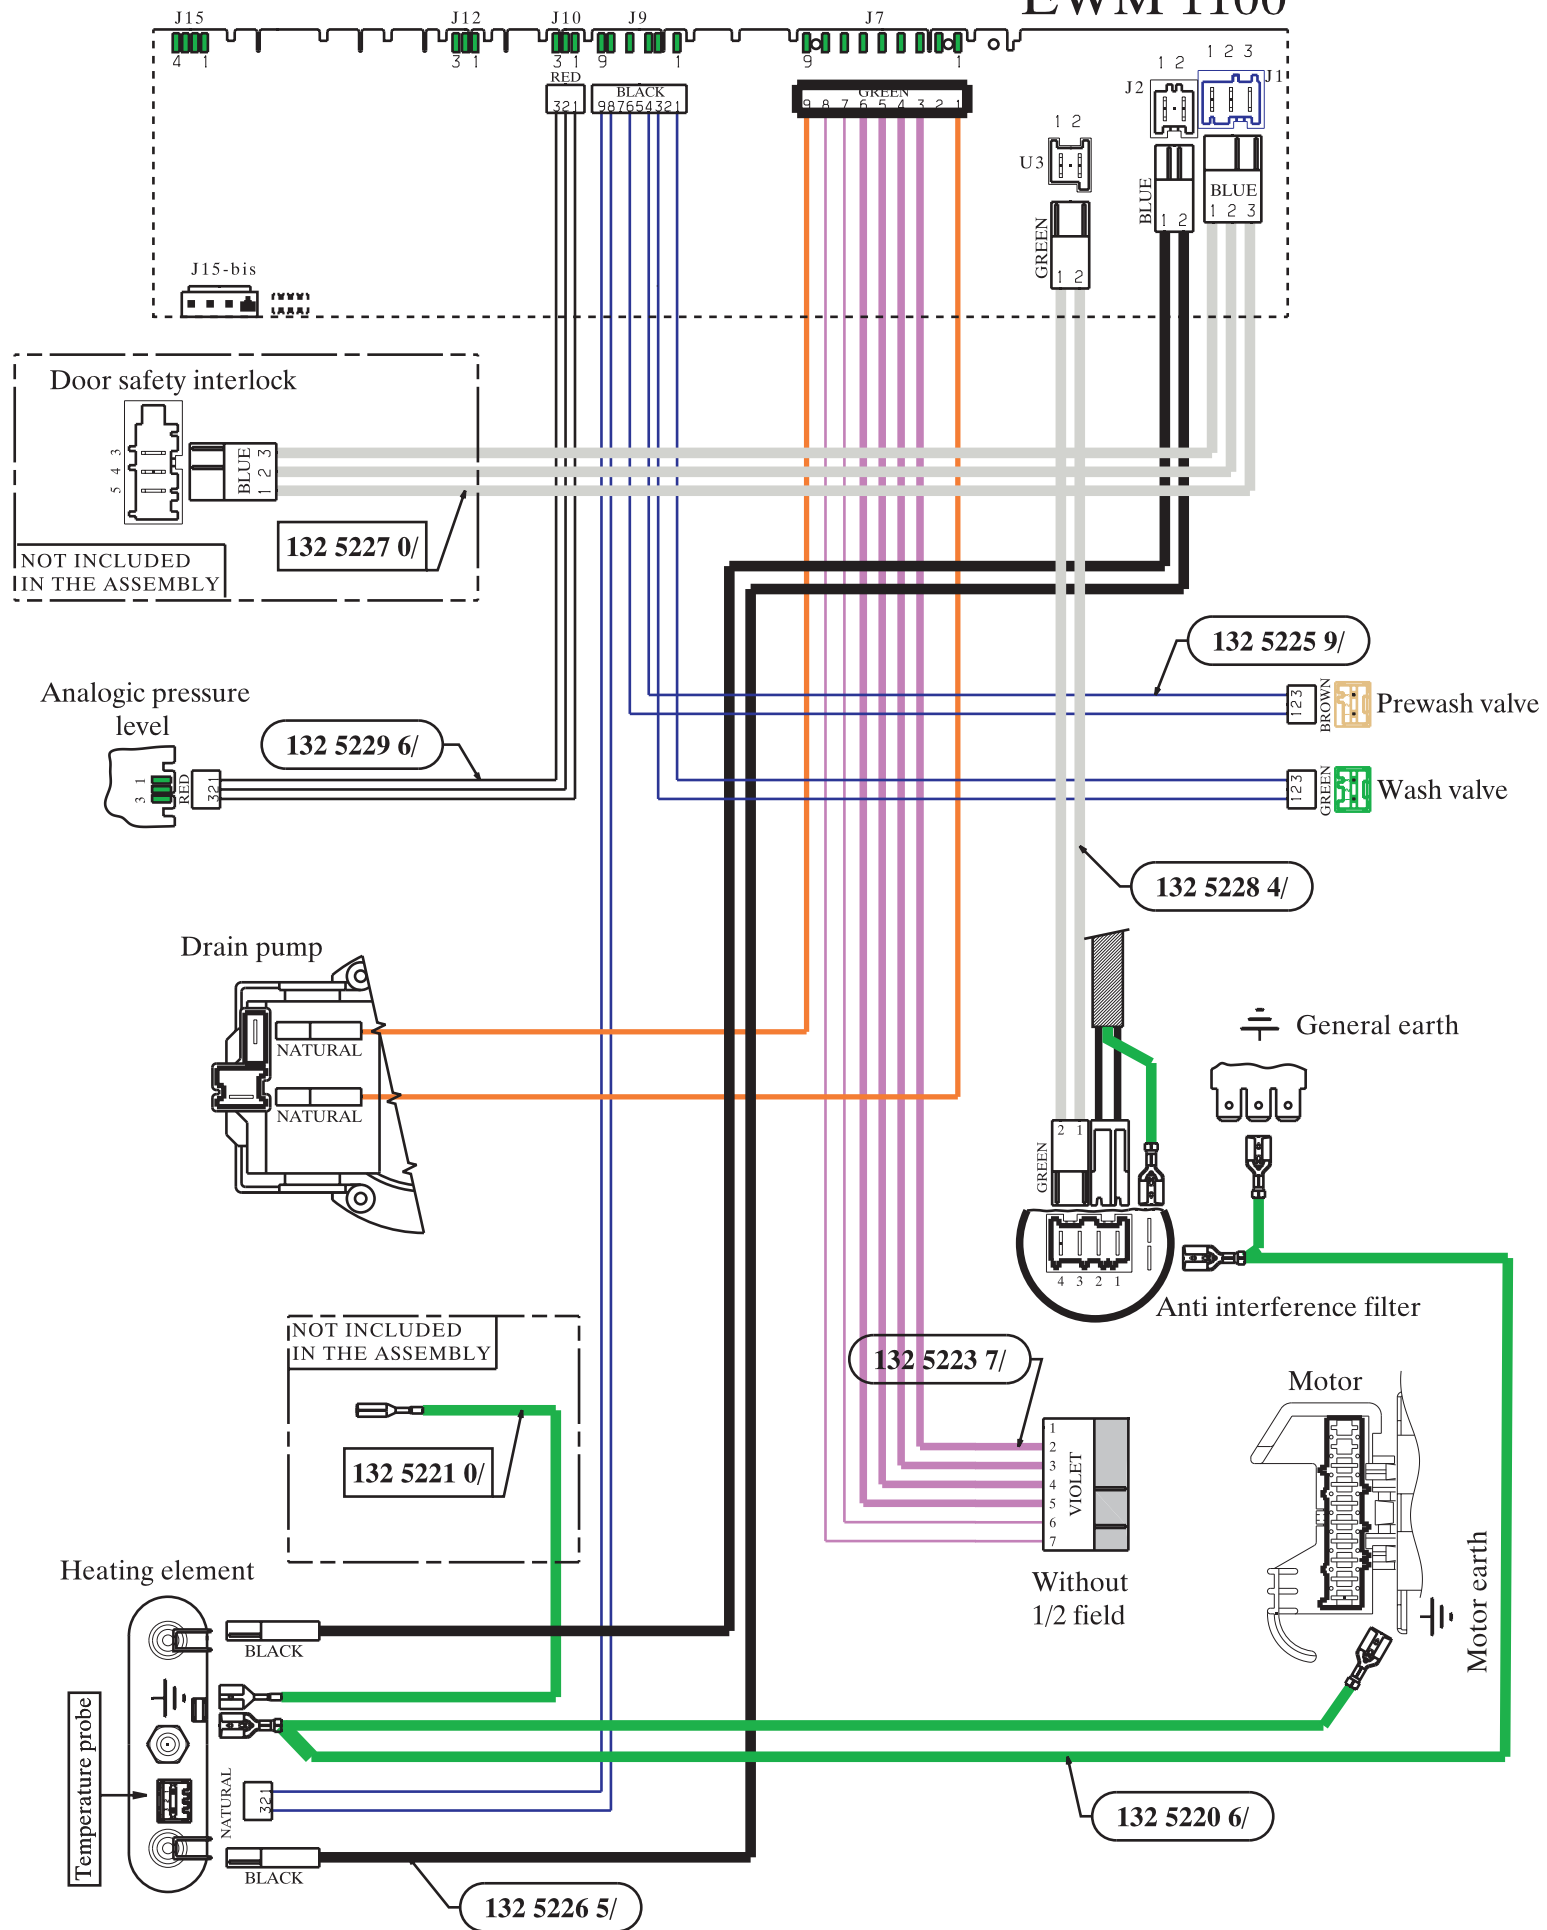 EWM 1100
J15
J12
J10
J9
J7
4 1
3 1
3 1
9 1
9 1
RED
321
BLACK
987654321
GREEN
9 8 7 6 5 4 3 2 1
1 2
J2
1 2 3
J1
1 2
U3
BLUE
1 2
BLUE
1 2 3
GREEN
1 2
J15-bis
Door safety interlock
3
4
5
BLUE
1 2 3
132 5227 0/
NOT INCLUDED
IN THE ASSEMBLY
132 5225 9/
123
BROWN
Prewash valve
Analogic pressure
level
132 5229 6/
3 1
RED
321
123
GREEN
Wash valve
132 5228 4/
Drain pump
NATURAL
NATURAL
General earth
GREEN
2 1
4 3 2 1
Anti interference filter
NOT INCLUDED
IN THE ASSEMBLY
132 5221 0/
132 5223 7/
Motor
1
2
3
4
5
6
7
VIOLET
Without
1/2 field
Motor earth
Heating element
BLACK
Temperature probe
NATURAL
321
BLACK
132 5220 6/
132 5226 5/